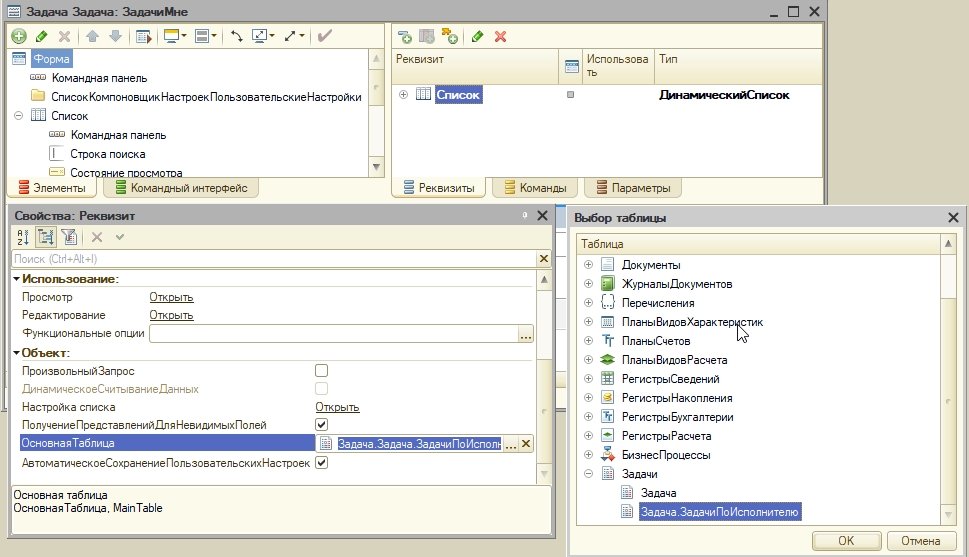 Задача Задача: ЗадачиМне
Форма
Командная панель
СписокКомпоновщикНастроекПользовательскиеНастройки
Список
Командная панель
Строка поиска
Состояние просмотра
Элементы
Командный интерфейс
Реквизит
Использова
ть
Тип
Список
ДинамическийСписок
Реквизиты
Команды
Параметры
Свойства: Реквизит
Поиск (Ctrl+Alt+I)
Использование:
Просмотр
Открыть
Редактирование
Открыть
Функциональные опции
...
Объект:
ПроизвольныйЗапрос
ДинамическоеСчитываниеДанных
Настройка списка
Открыть
ПолучениеПредставленийДляНевидимыхПолей
ОсновнаяТаблица
Задача.Задача.ЗадачиПоИсполн
...
АвтоматическоеСохранениеПользовательскихНастроек
Основная таблица
ОсновнаяТаблица, MainTable
Выбор таблицы
Таблица
Документы
ЖурналыДокументов
Перечисления
ПланыВидовХарактеристик
ПланыСчетов
ПланыВидовРасчета
РегистрыСведений
РегистрыНакопления
РегистрыБухгалтерии
РегистрыРасчета
БизнесПроцессы
Задачи
Задача
Задача.ЗадачиПоИсполнителю
OK
Отмена